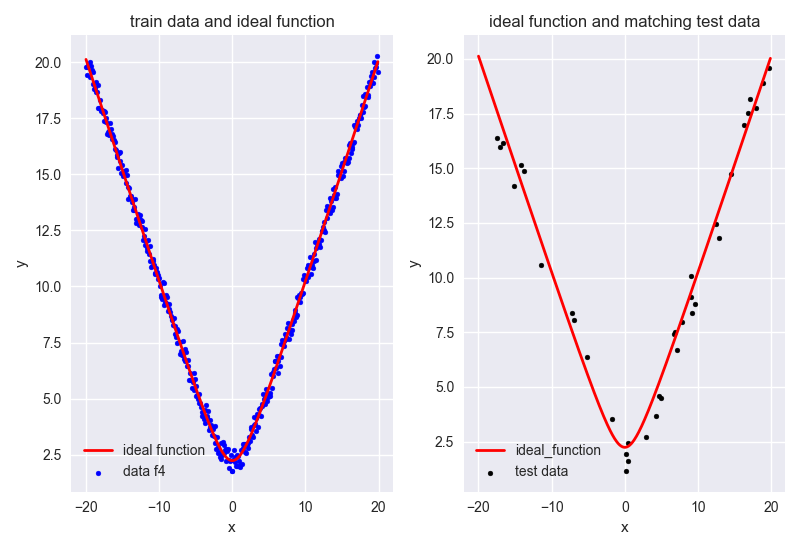 train data and ideal function
20.0
17.5
15.0
12.5
10.0
7.5
5.0
2.5
y
ideal function
data f4
−20
−10
0
10
20
x
ideal function and matching test data
20.0
17.5
15.0
12.5
10.0
7.5
5.0
2.5
y
ideal_function
test data
−20
−10
0
10
20
x